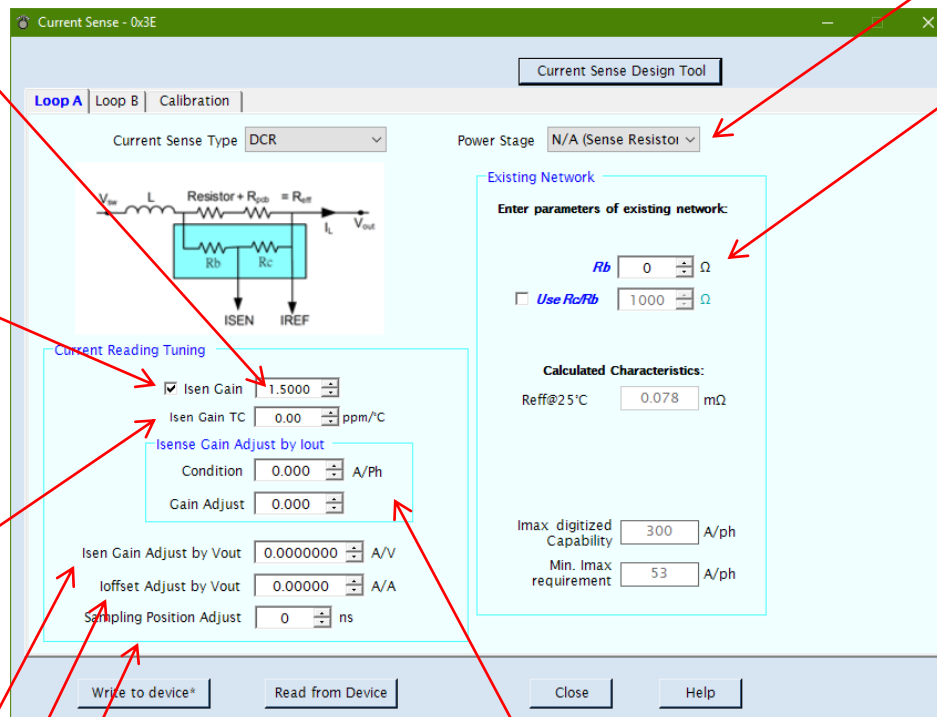 Current Sense - 0x3E
Current Sense Design Tool
Loop A Loop B Calibration
Current Sense Type DCR
Power Stage N/A (Sense Resistor
Vsw L Resistor + Rpcb = Reff
IL Vout
Rb Rc
ISEN IREF
Existing Network
Enter parameters of existing network:
Rb 0 Ω
Use Rc/Rb 1000 Ω
Calculated Characteristics:
Reff@25°C 0.078 mΩ
Imax digitized Capability 300 A/ph
Min. Imax requirement 53 A/ph
Current Reading Tuning
Isen Gain 1.5000
Isen Gain TC 0.00 ppm/°C
Isense Gain Adjust by Iout
Condition 0.000 A/Ph
Gain Adjust 0.000
Isen Gain Adjust by Vout 0.0000000 A/V
Ioffset Adjust by Vout 0.00000 A/A
Sampling Position Adjust 0 ns
Write to device* Read from Device Close Help